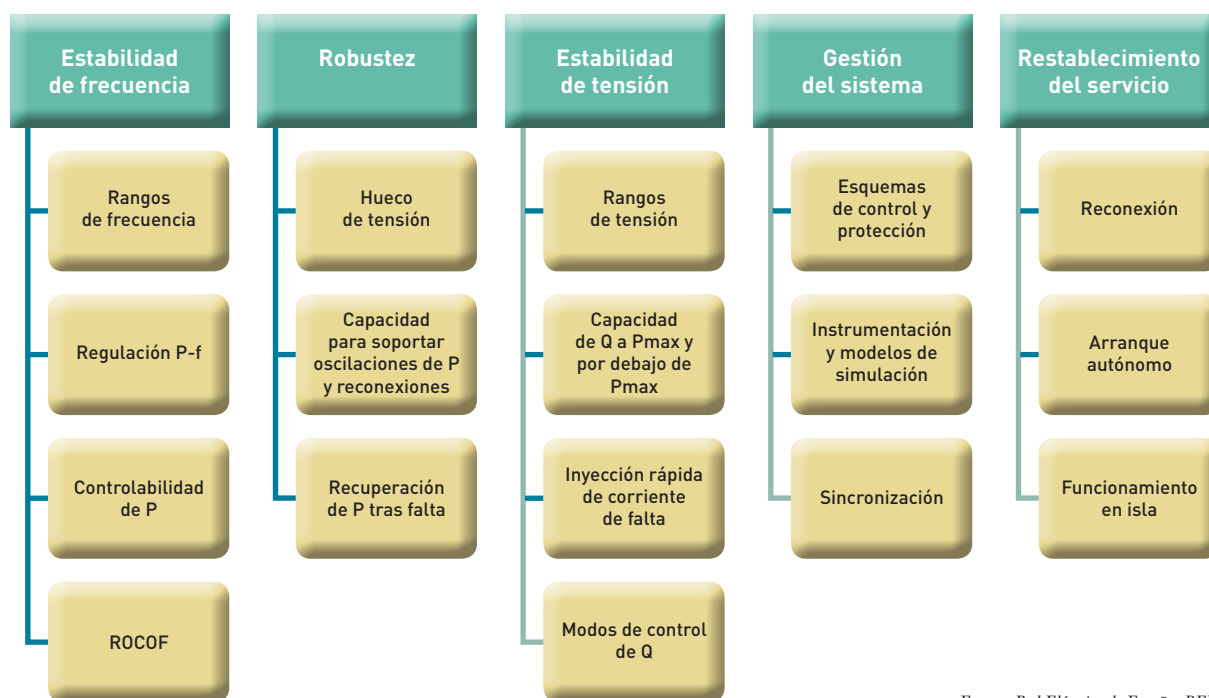 Estabilidad
de frecuencia
Rangos
de frecuencia
Regulación P-f
Controlabilidad
de P
ROCOF
Robustez
Hueco
de tensión
Capacidad
para soportar
oscilaciones de P
y reconexiones
Recuperación
de P tras falta
Estabilidad
de tensión
Rangos
de tensión
Capacidad
de Q a Pmax y
por debajo de
Pmax
Inyección rápida
de corriente
de falta
Modos de control
de Q
Gestión
del sistema
Esquemas
de control y
protección
Instrumentación
y modelos de
simulación
Sincronización
Restablecimiento
del servicio
Reconexión
Arranque
autónomo
Funcionamiento
en isla